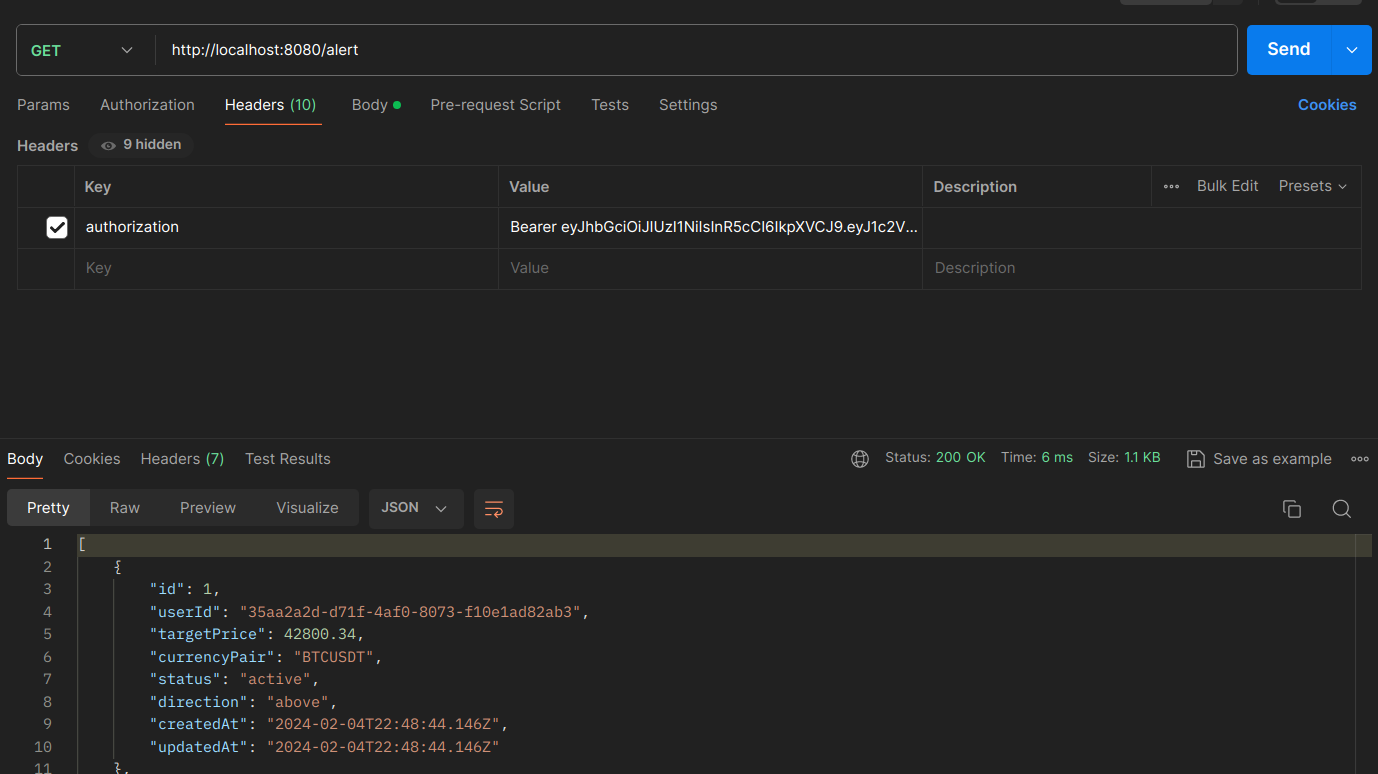 GET http://localhost:8080/alert Send
Params Authorization Headers (10) Body Pre-request Script Tests Settings Cookies
Headers 9 hidden
Key Value Description Bulk Edit Presets
authorization Bearer eyJhbGciOiJIUzI1NiIsInR5cCI6IkpXVCJ9.eyJ1c2V...
Key Value Description
Body Cookies Headers (7) Test Results Status: 200 OK Time: 6 ms Size: 1.1 KB Save as example
Pretty Raw Preview Visualize JSON
1 [
2 {
3 "id": 1,
4 "userId": "35aa2a2d-d71f-4af0-8073-f10e1ad82ab3",
5 "targetPrice": 42800.34,
6 "currencyPair": "BTCUSDT",
7 "status": "active",
8 "direction": "above",
9 "createdAt": "2024-02-04T22:48:44.146Z",
10 "updatedAt": "2024-02-04T22:48:44.146Z"
11 },